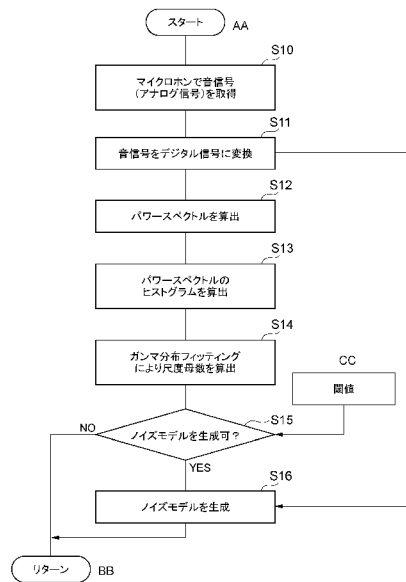 スタート
AA
S10
マイクロホンで音信号
(アナログ信号)を取得
S11
音信号をデジタル信号に変換
S12
パワースペクトルを算出
S13
パワースペクトルの
ヒストグラムを算出
S14
ガンマ分布フィッティング
により尺度母数を算出
CC
閾値
S15
NO
ノイズモデルを生成可?
YES
S16
ノイズモデルを生成
リターン
BB